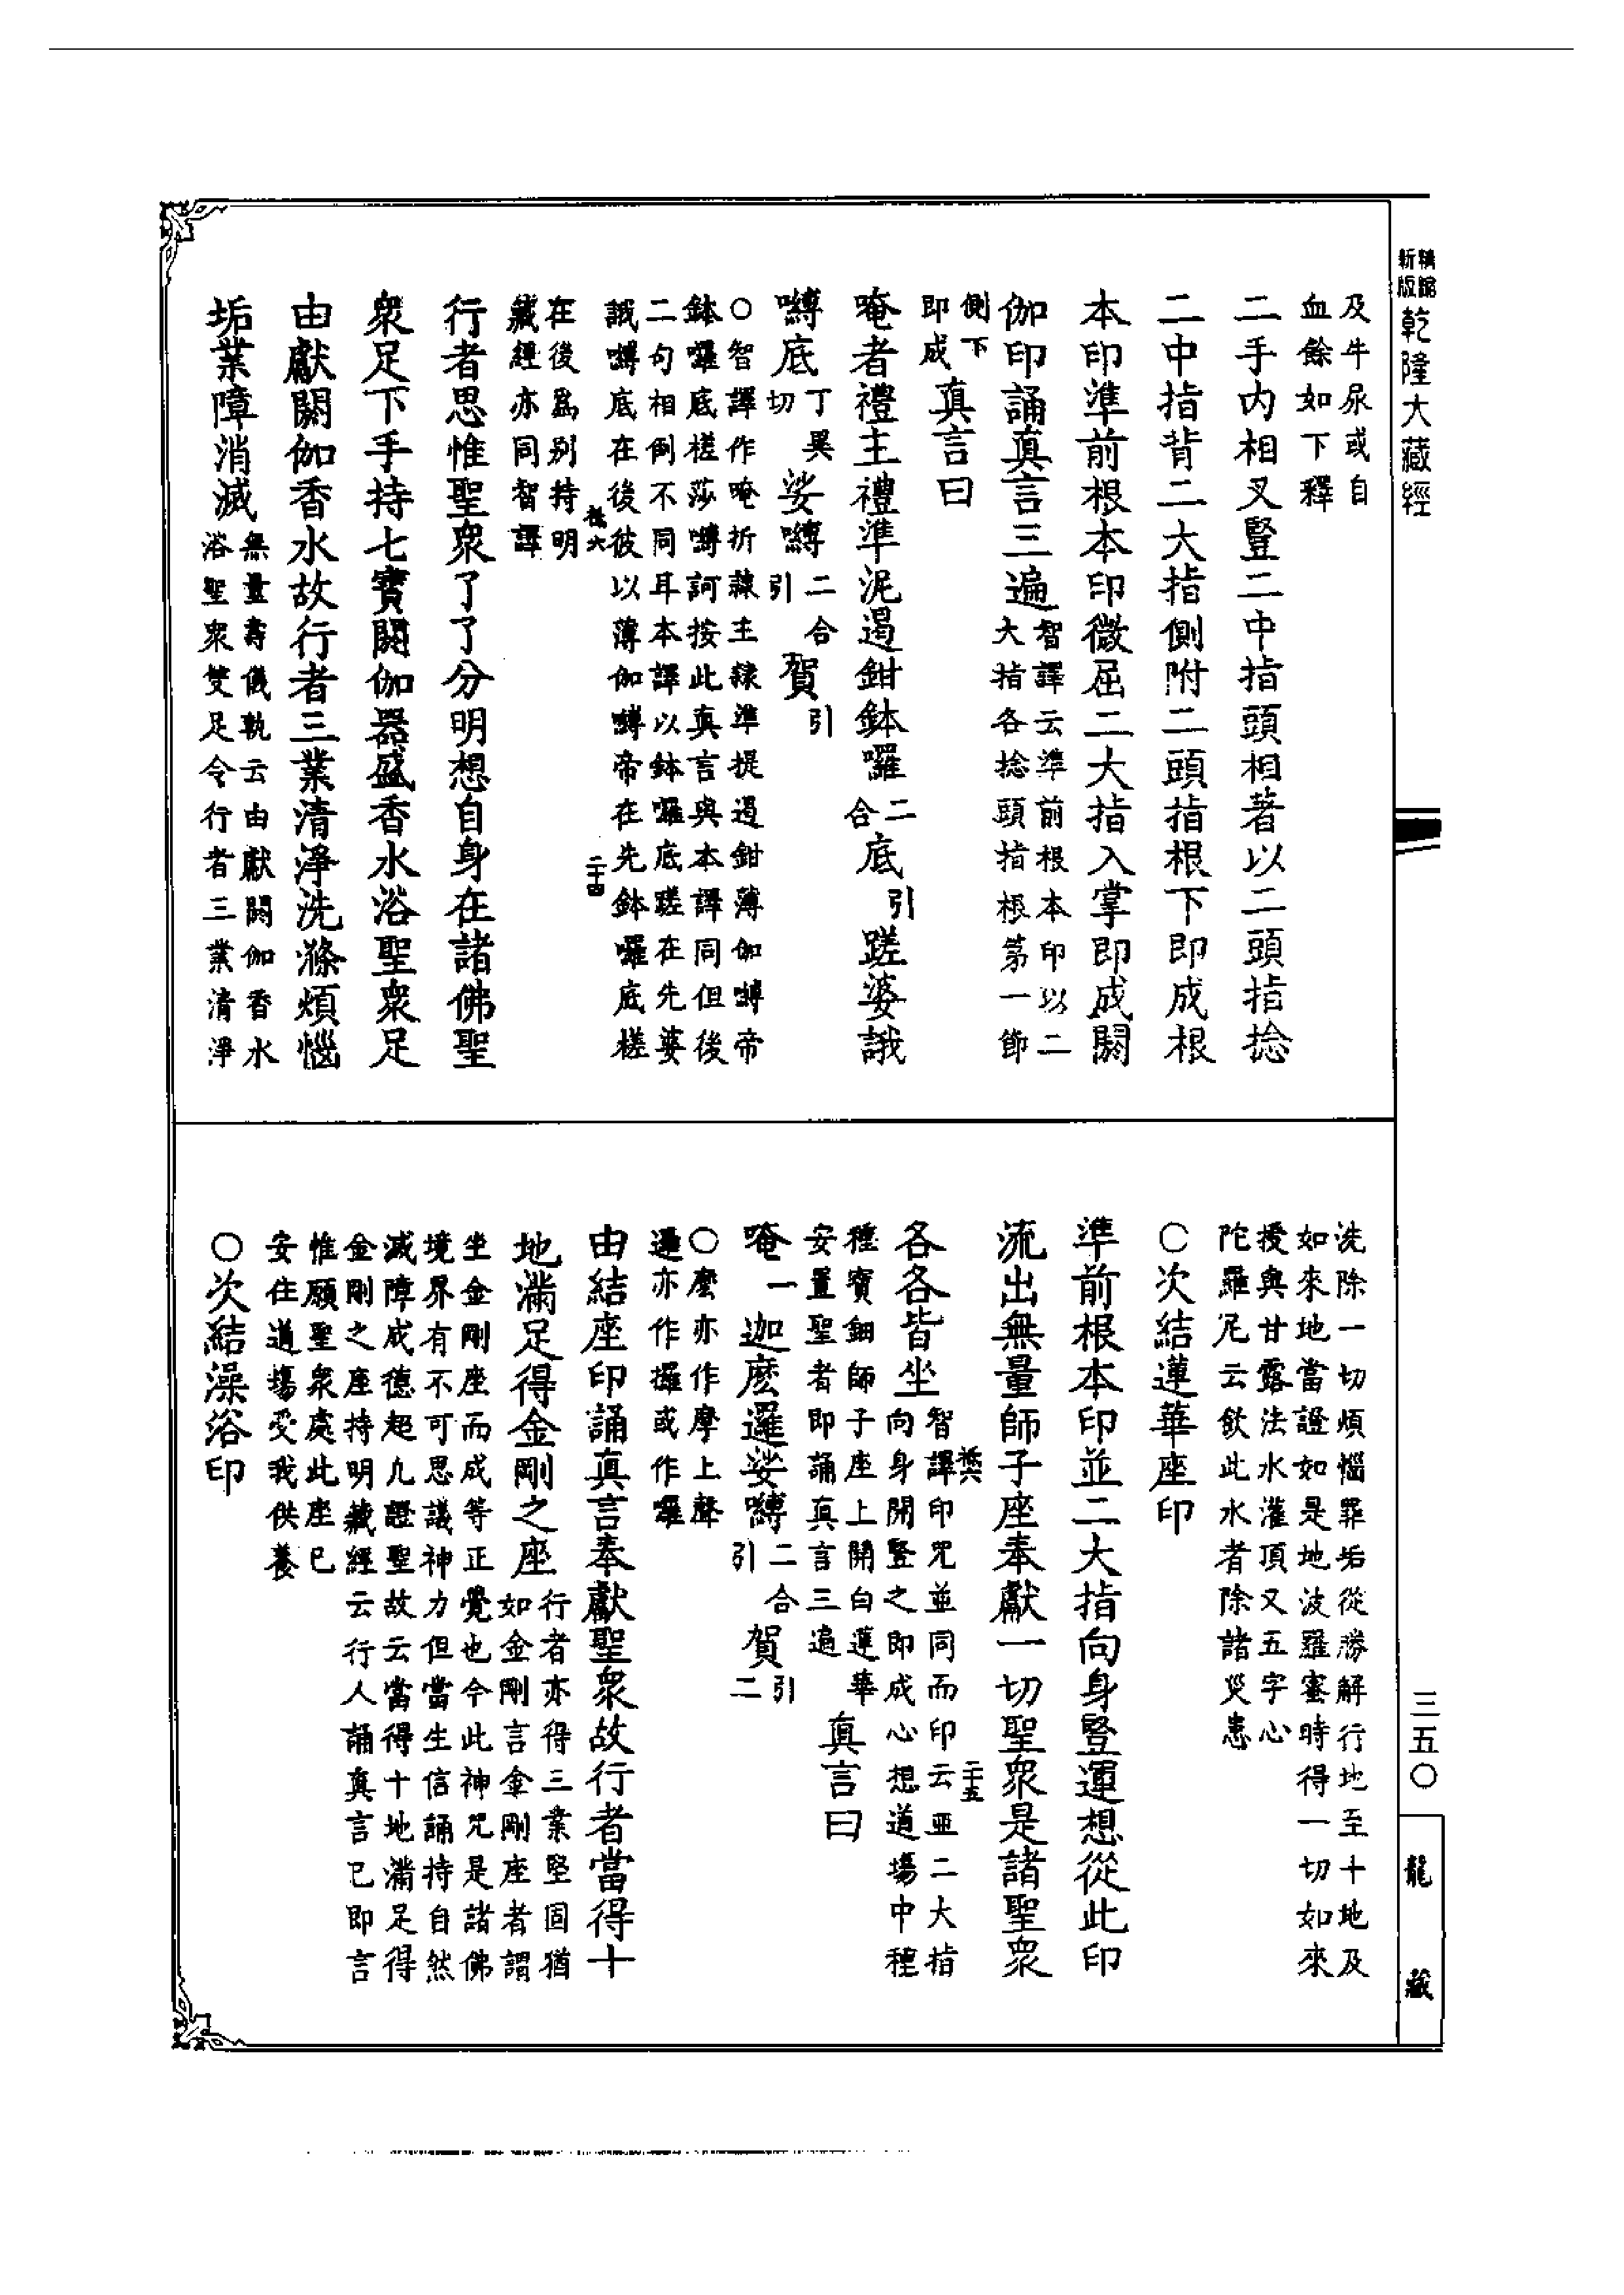 精縮
新版
乾隆大藏經
及牛尿或自
血餘如下釋
二手內相叉豎二中指頭相著以二頭指捻
二中指背二大指側附二頭指根下即成根
本印準前根本印微屈二大指入掌即成閼
伽印誦真言三遍智譯云準前根本印以二
大指各捻頭指根第一節
側下
即成真言曰
唵者禮主禮準泥遏鉗鉢囉二合底引蹉婆誡
嚩底丁異切娑嚩二合引賀引
○智譯作唵折隸主隸準提遏鉗薄伽嚩帝
鉢囉底槎莎嚩訶按此真言與本譯同但後
二句相倒不同耳本譯以鉢囉底蹉在先婆
誐嚩底在後彼以薄伽嚩帝在先鉢囉底槎
二十四
在後為別持明
藏經亦同智譯
行者思惟聖眾了了分明想自身在諸佛聖
眾足下手持七寶閼伽器盛香水浴聖眾足
由獻閼伽香水故行者三業清淨洗滌煩惱
垢業障消滅無量壽儀軌云由獻閼伽香水
浴聖眾雙足令行者三業清淨
洗除一切煩惱罪垢從勝解行地至十地及
如來地當證如是地波羅蜜時得一切如來
授與甘露法水灌頂又五字心
陀羅尼云飲此水者除諸災患
○次結蓮華座印
準前根本印並二大指向身豎運想從此印
流出無量師子座奉獻一切聖眾是諸聖眾
二十五
各各皆坐智譯印咒並同而印云並二大指
向身開豎之即成心想道場中種
種寶鈿師子座上開白蓮華
安置聖者即誦真言三遍真言曰
唵一迦麼邏娑嚩二合引賀引二
○麼亦作摩上聲
邏亦作攞或作囉
由結座印誦真言奉獻聖眾故行者當得十
地滿足得金剛之座行者亦得三業堅固猶
如金剛言金剛座者謂
坐金剛座而成等正覺也今此神咒是諸佛
境界有不可思議神力但當生信誦持自然
滅障成德超凡證聖故云當得十地滿足得
金剛之座持明藏經云行人誦真言已即言
惟願聖眾處此座已
安住道場受我供養
○次結澡浴印
三五〇
龍藏